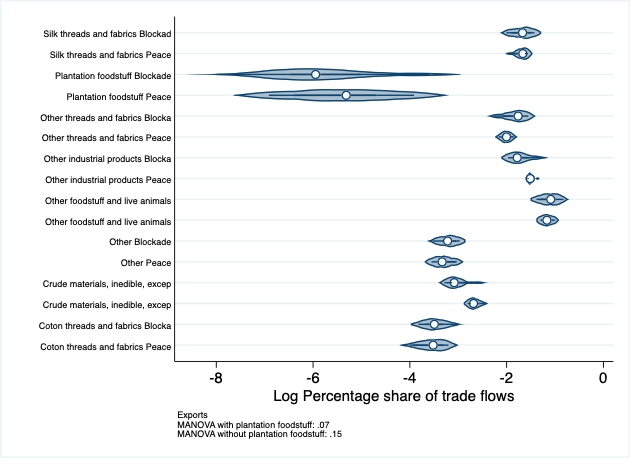 Silk threads and fabrics Blockad
Silk threads and fabrics Peace
Plantation foodstuff Blockade
Plantation foodstuff Peace
Other threads and fabrics Blocka
Other threads and fabrics Peace
Other industrial products Blocka
Other industrial products Peace
Other foodstuff and live animals
Other foodstuff and live animals
Other Blockade
Other Peace
Crude materials, inedible, excep
Crude materials, inedible, excep
Coton threads and fabrics Blocka
Coton threads and fabrics Peace
-8 -6 -4 -2 0
Log Percentage share of trade flows
Exports
MANOVA with plantation foodstuff: .07
MANOVA without plantation foodstuff: .15